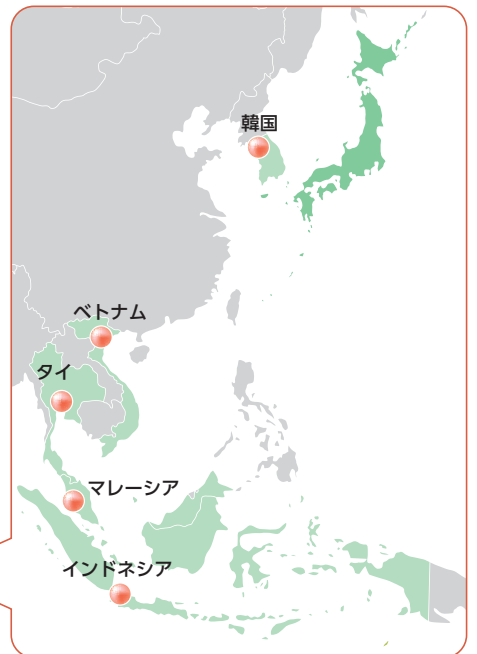 韓国
ベトナム
タイ
マレーシア
インドネシア